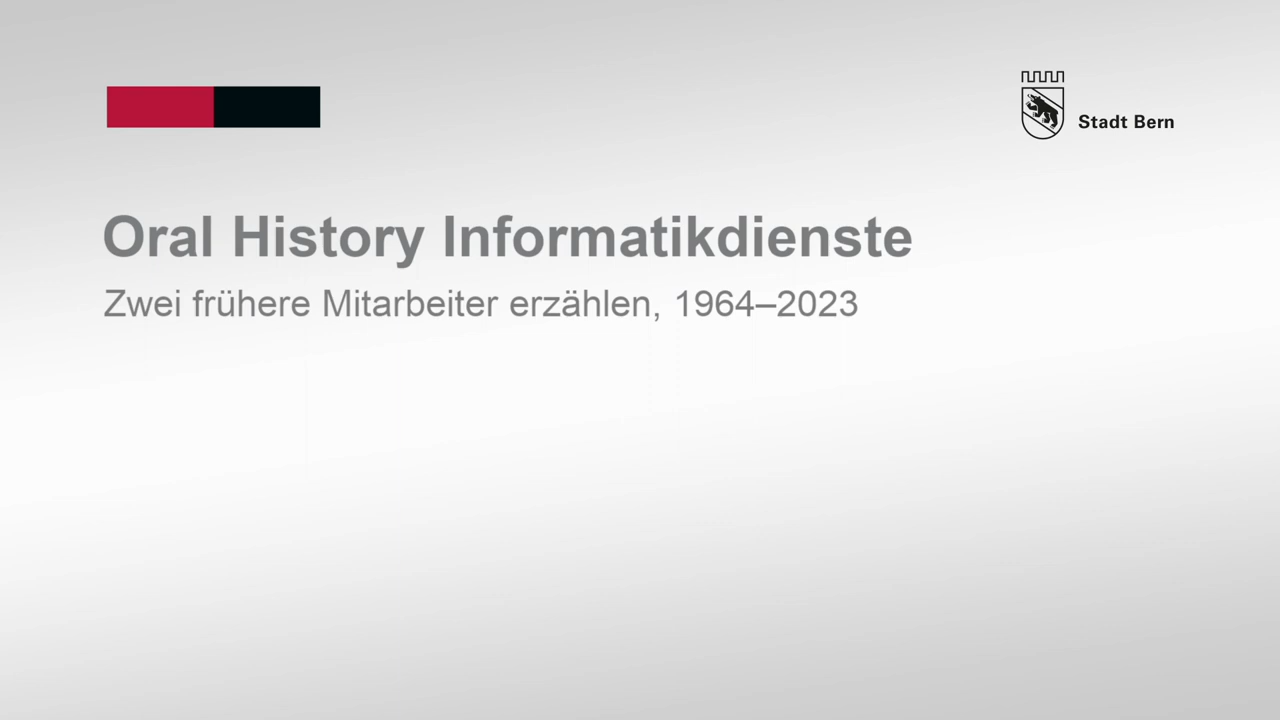 Stadt Bern
Oral History Informatikdienste
Zwei frühere Mitarbeiter erzählen, 1964–2023